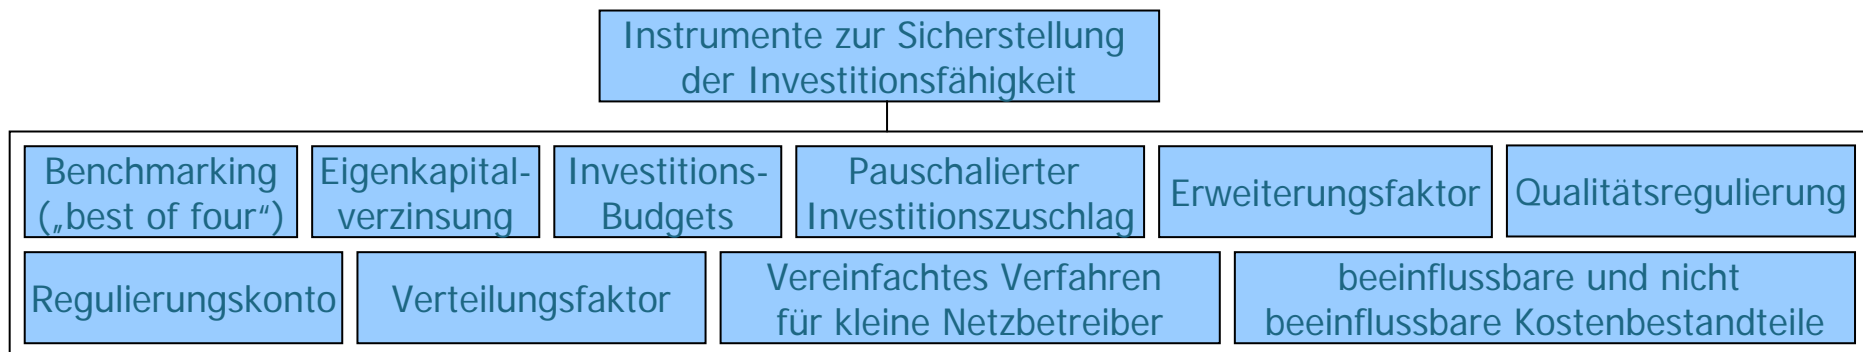 Instrumente zur Sicherstellung
der Investitionsfähigkeit
Benchmarking
(„best of four“)
Eigenkapital-
verzinsung
Investitions-
Budgets
Pauschalierter
Investitionszuschlag
Erweiterungsfaktor
Qualitätsregulierung
Regulierungskonto
Verteilungsfaktor
Vereinfachtes Verfahren
für kleine Netzbetreiber
beeinflussbare und nicht
beeinflussbare Kostenbestandteile